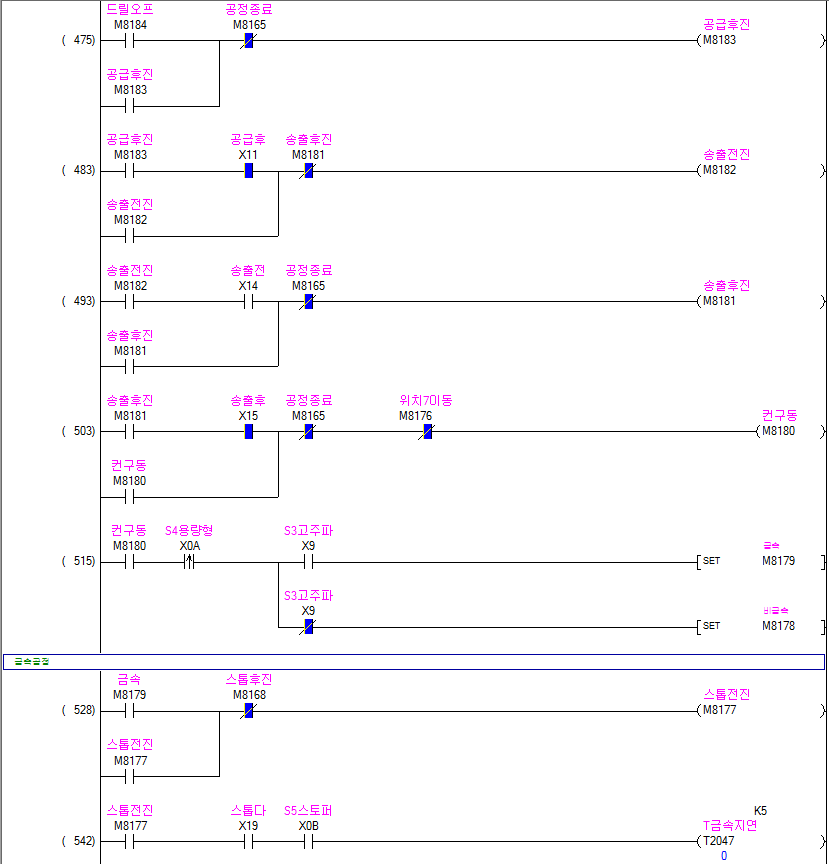 드릴오프 공정종료
M8184 M8165 공급후진
( 475) M8183
공급후진
M8183
공급후진 공급후 송출후진
M8183 X11 M8181 송출전진
( 483) M8182
송출전진
M8182
송출전진 송출전 공정종료
M8182 X14 M8165 송출후진
( 493) M8181
송출후진
M8181
송출후진 송출후 공정종료 위치7이동
M8181 X15 M8165 M8176 컨구동
( 503) M8180
컨구동
M8180
컨구동 S4용량형 S3고주파
M8180 X0A X9 금속
( 515) SET M8179
S3고주파
X9 비금속
SET M8178
금속공정
금속 스톱후진
M8179 M8168 스톱전진
( 528) M8177
스톱전진
M8177
스톱전진 스톱다 S5스토퍼 K5
M8177 X19 X0B T금속지연
( 542) T2047
0